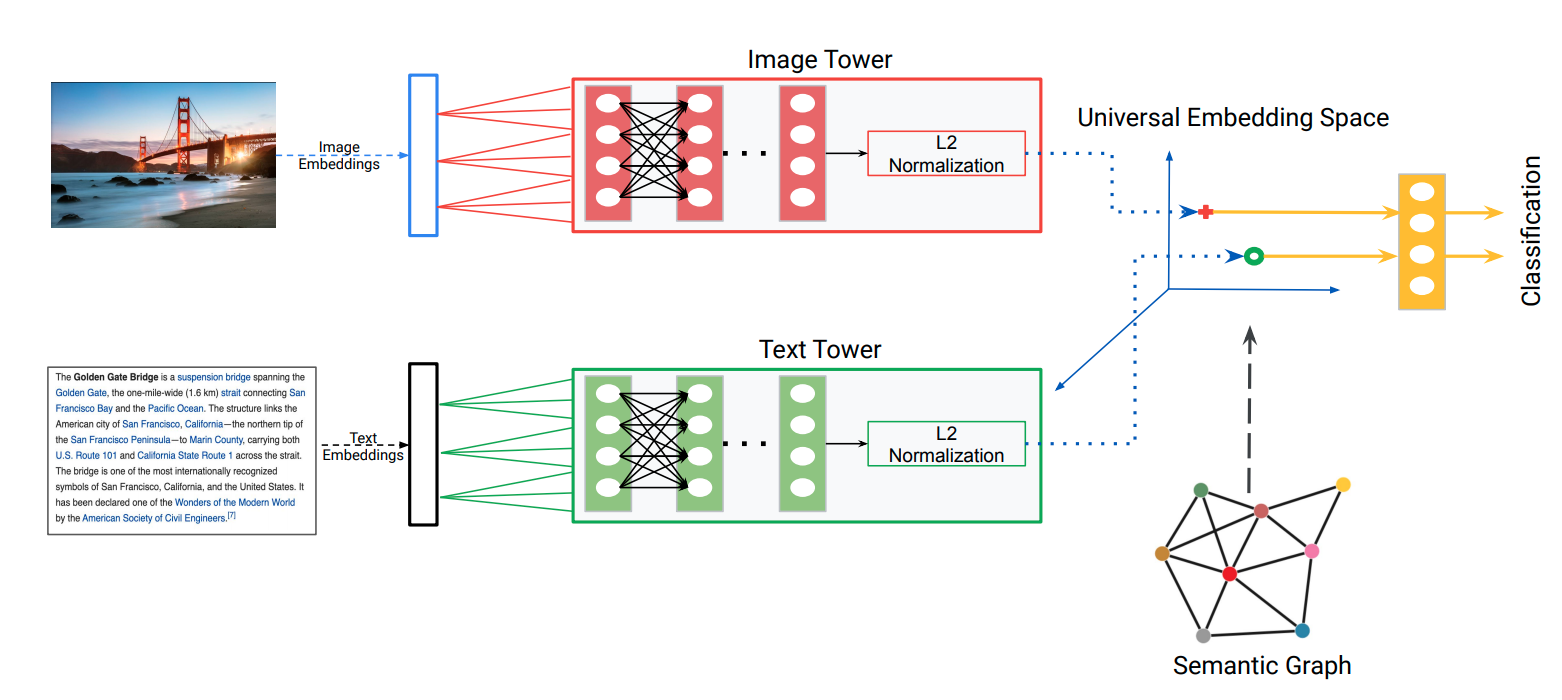 Image Tower
Image
Embeddings
L2
Normalization
Universal Embedding Space
Classification
Text Tower
The Golden Gate Bridge is a suspension bridge spanning the
Golden Gate, the one-mile-wide (1.6 km) strait connecting San
Francisco Bay and the Pacific Ocean. The structure links the
American city of San Francisco, California—the northern tip of
the San Francisco Peninsula—to Marin County, carrying both
U.S. Route 101 and California State Route 1 across the strait.
The bridge is one of the most internationally recognized
symbols of San Francisco, California, and the United States. It
has been declared one of the Wonders of the Modern World
by the American Society of Civil Engineers.[7]
Text
Embeddings
L2
Normalization
Semantic Graph